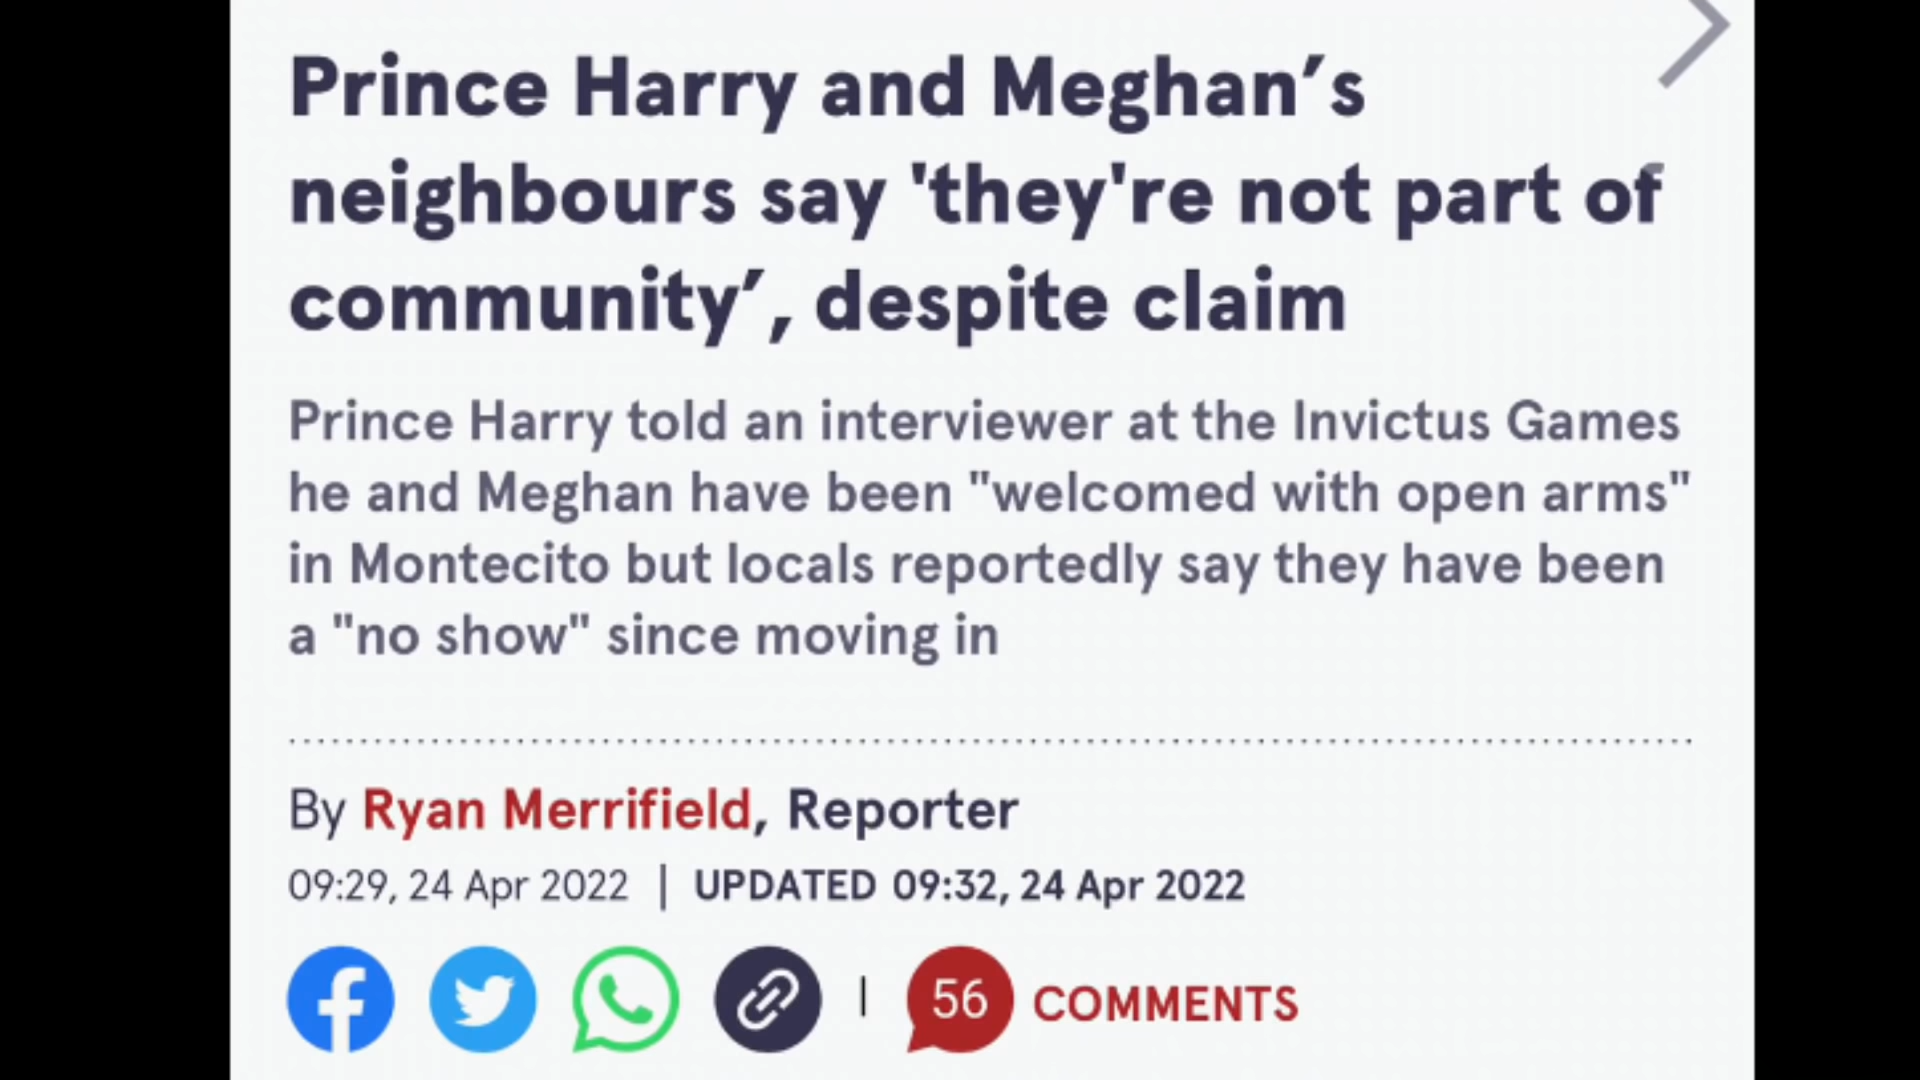 Prince Harry and Meghan’s
neighbours say 'they're not part of
community’, despite claim
Prince Harry told an interviewer at the Invictus Games
he and Meghan have been "welcomed with open arms"
in Montecito but locals reportedly say they have been
a "no show" since moving in
By Ryan Merrifield, Reporter
09:29, 24 Apr 2022 | UPDATED 09:32, 24 Apr 2022
56 COMMENTS